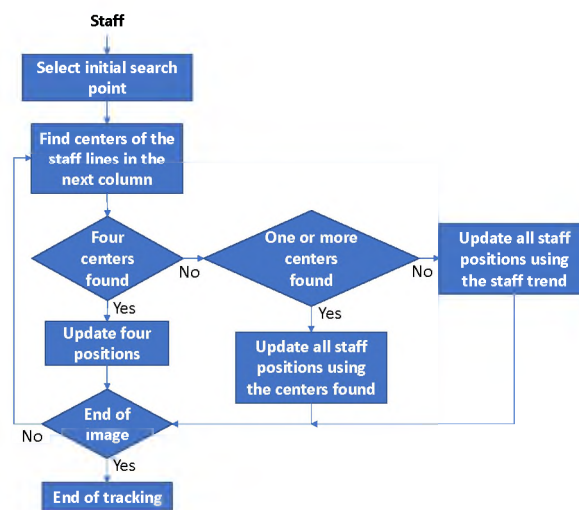 Staff
Select initial search
point
Find centers of the
staff lines in the
next column
Four
centers
found
No
One or more
centers
found
No
Update all staff
positions using
the staff trend
Yes
Update four
positions
Yes
Update all staff
positions using
the centers found
End of
image
No
Yes
End of tracking